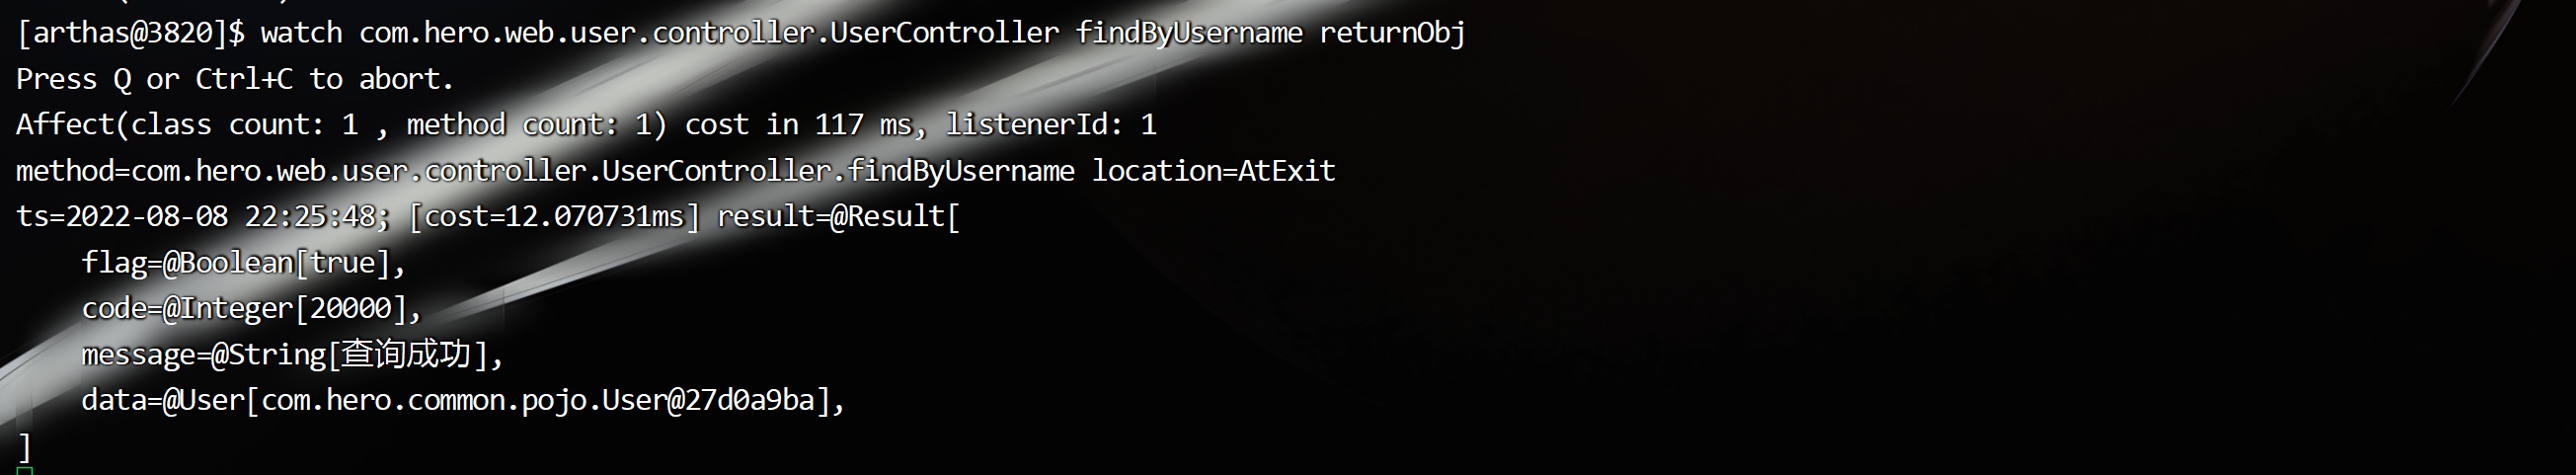 [arthas@3820]$ watch com.hero.web.user.controller.UserController findByUsername returnObj
Press Q or Ctrl+C to abort.
Affect(class count: 1 , method count: 1) cost in 117 ms, listenerId: 1
method=com.hero.web.user.controller.UserController.findByUsername location=AtExit
ts=2022-08-08 22:25:48; [cost=12.070731ms] result=@Result[
    flag=@Boolean[true],
    code=@Integer[20000],
    message=@String[查询成功],
    data=@User[com.hero.common.pojo.User@27d0a9ba],
]